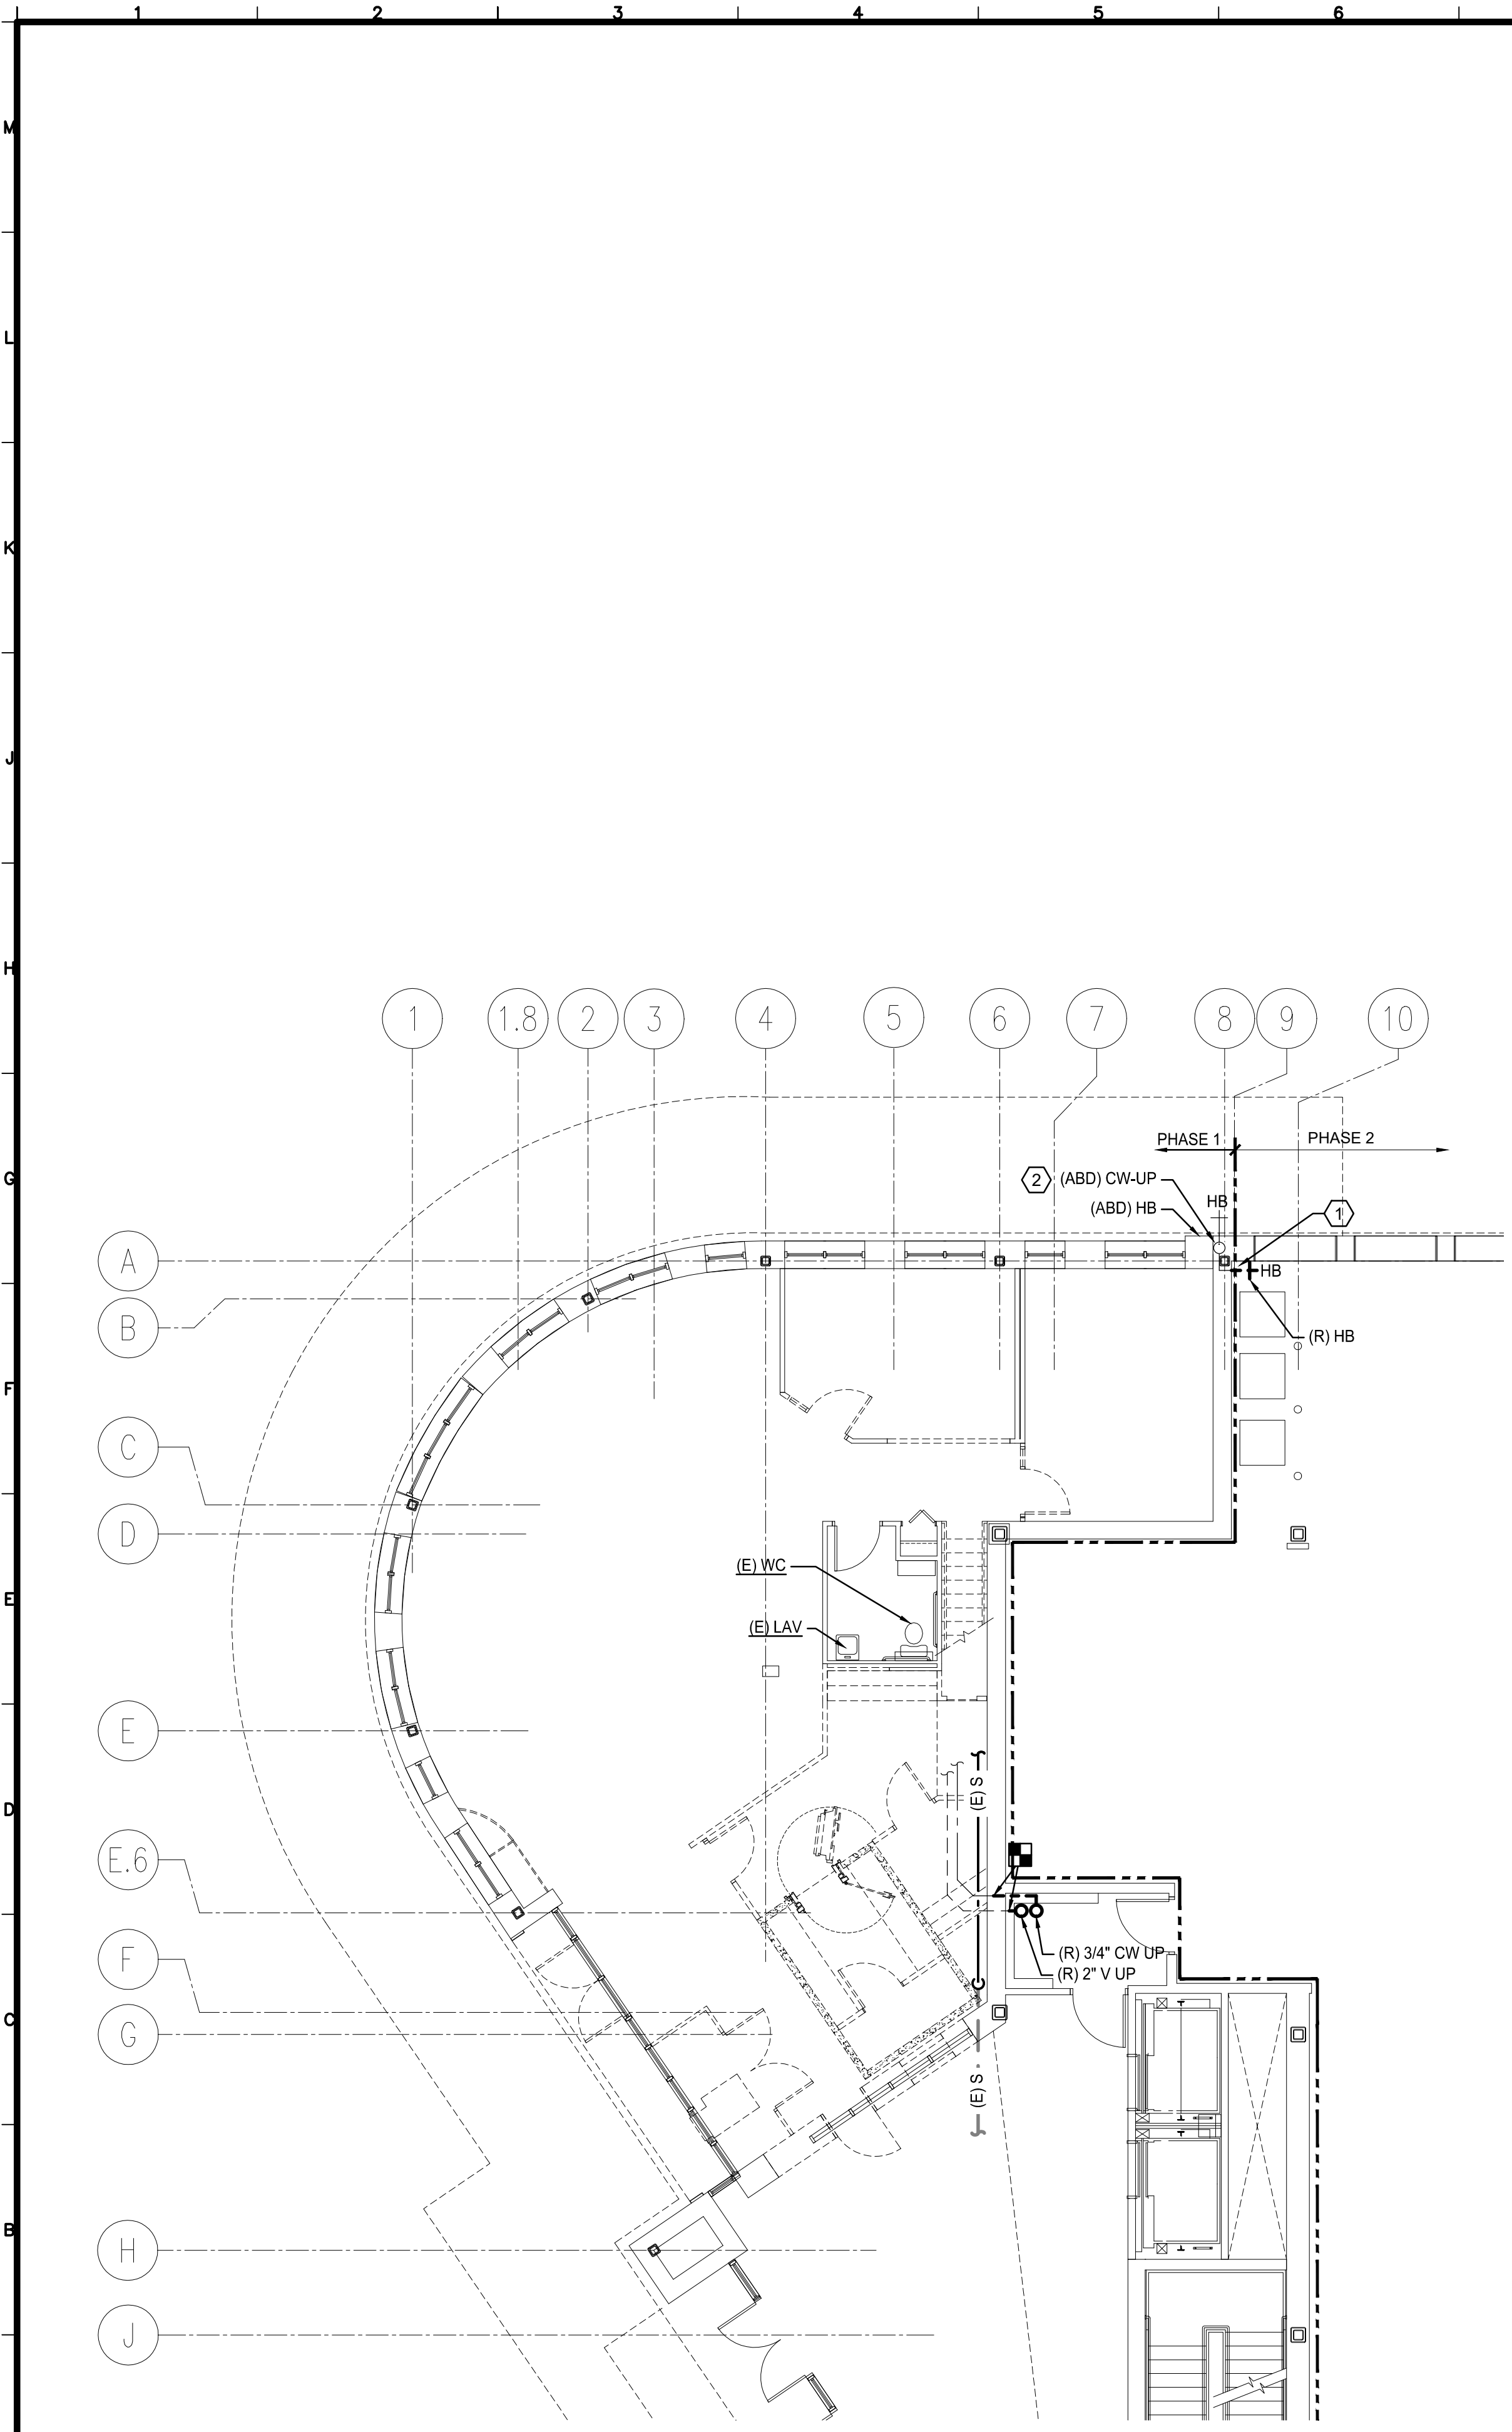 1 2 3 4 5 6
M
L
K
J
H
1 1.8 2 3 4 5 6 7 8 9 10
PHASE 1 PHASE 2
G
2 (ABD) CW-UP
(ABD) HB
HB
1
A
HB
B
(R) HB
F
C
D
(E) WC
E
(E) LAV
E
(E) S
D
E.6
(R) 3/4" CW UP
F
(R) 2" V UP
C
G
(E) S
B
H
J